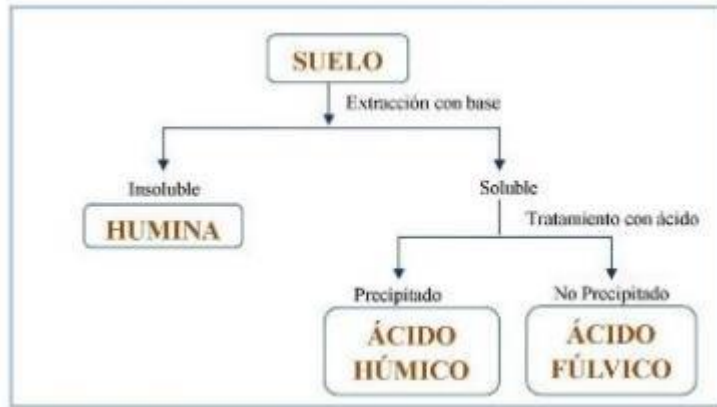 SUELO
Extracción con base
Insoluble
Soluble
HUMINA
Tratamiento con ácido
Precipitado
No Precipitado
ÁCIDO
HÚMICO
ÁCIDO
FÚLVICO